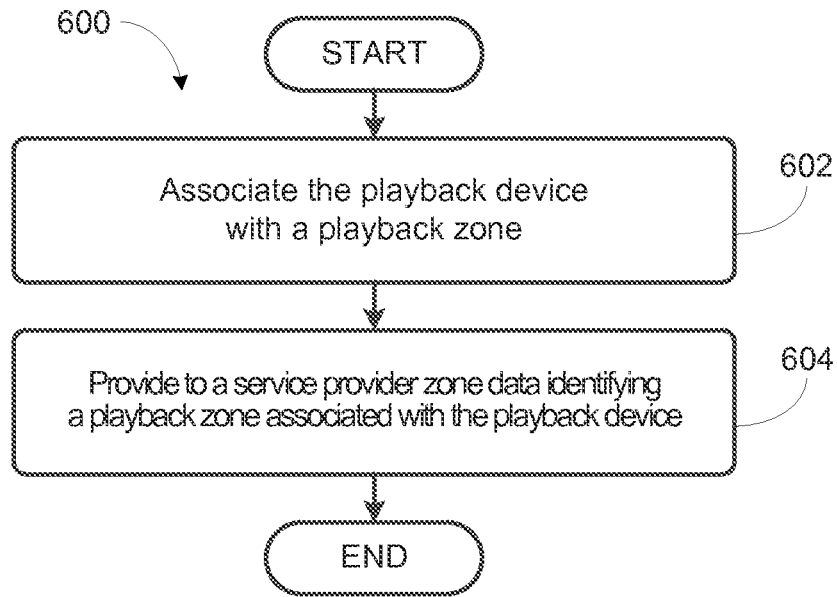 600
START
Associate the playback device
with a playback zone
602
Provide to a service provider zone data identifying
a playback zone associated with the playback device
604
END